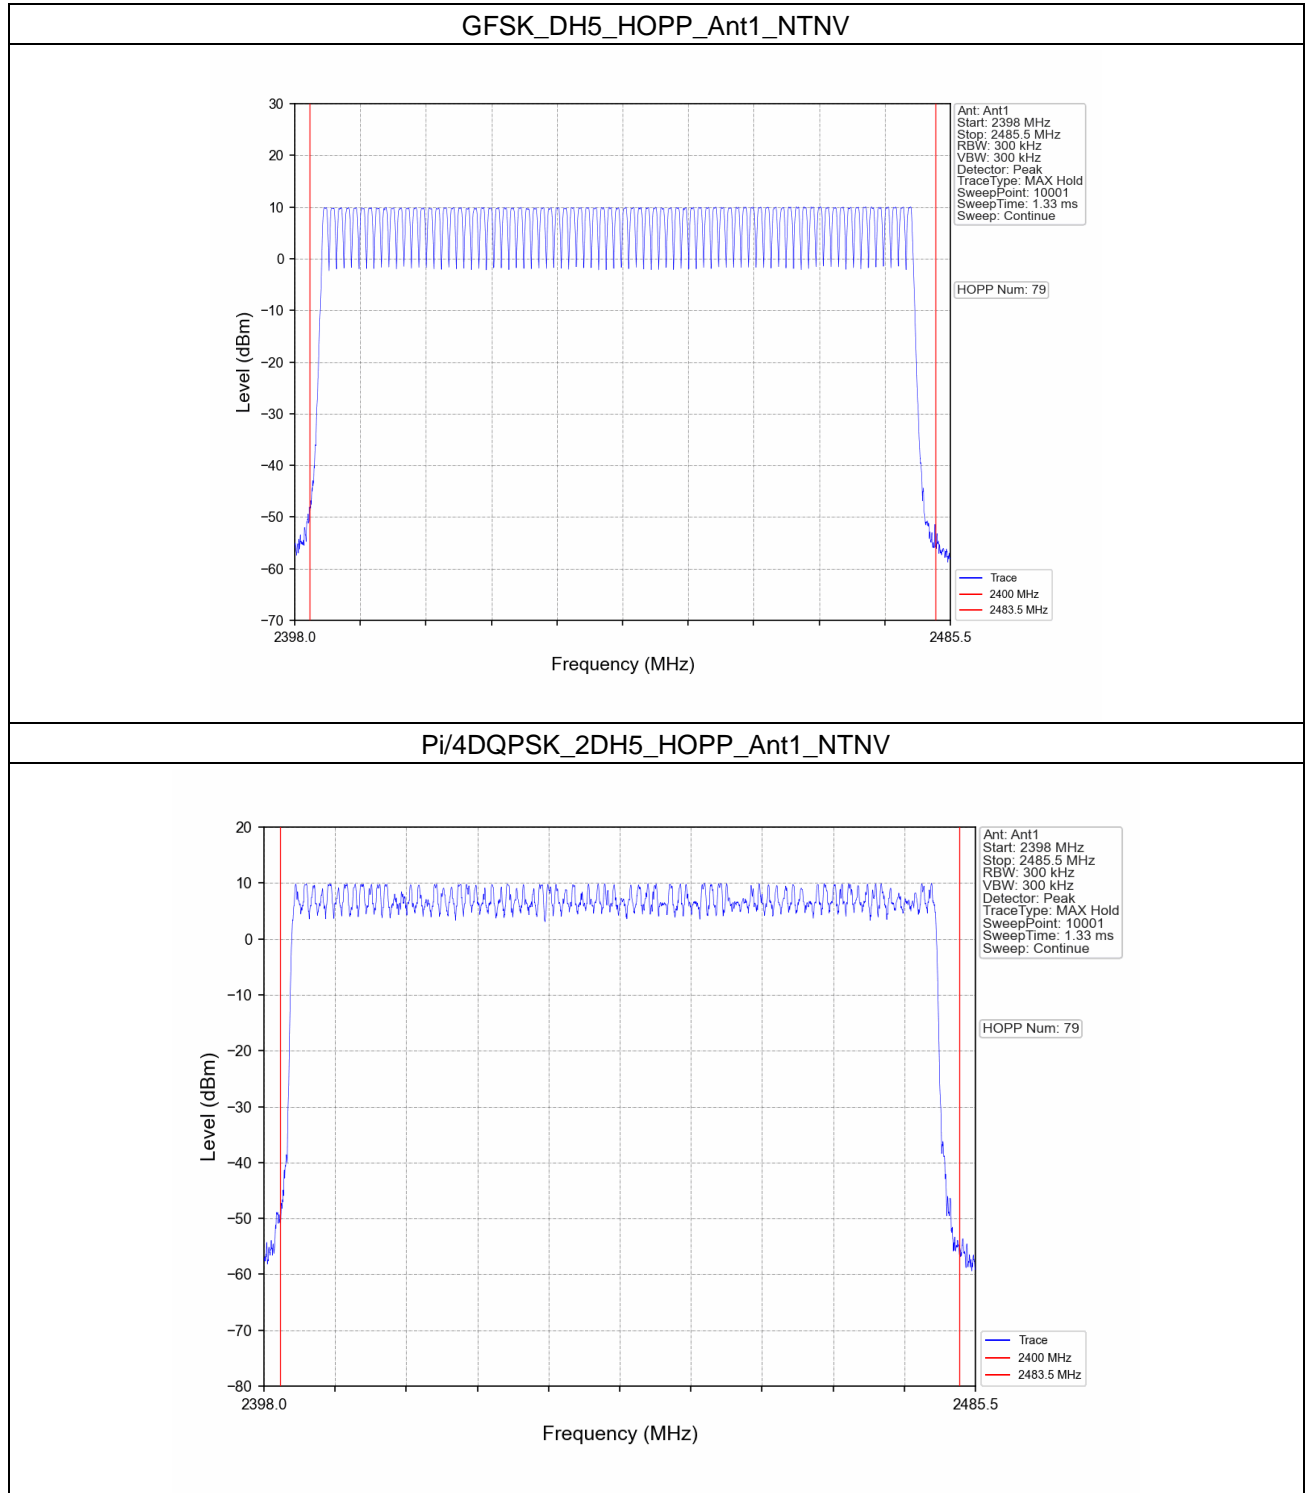 GFSK_DH5_HOPP_Ant1_NTNV
30
20
10
0
−10
−20
−30
−40
−50
−60
−70
Level (dBm)
2398.0
2485.5
Frequency (MHz)
Ant: Ant1
Start: 2398 MHz
Stop: 2485.5 MHz
RBW: 300 kHz
VBW: 300 kHz
Detector: Peak
TraceType: MAX Hold
SweepPoint: 10001
SweepTime: 1.33 ms
Sweep: Continue
HOPP Num: 79
Trace
2400 MHz
2483.5 MHz
Pi/4DQPSK_2DH5_HOPP_Ant1_NTNV
20
10
0
−10
−20
−30
−40
−50
−60
−70
−80
Level (dBm)
2398.0
2485.5
Frequency (MHz)
Ant: Ant1
Start: 2398 MHz
Stop: 2485.5 MHz
RBW: 300 kHz
VBW: 300 kHz
Detector: Peak
TraceType: MAX Hold
SweepPoint: 10001
SweepTime: 1.33 ms
Sweep: Continue
HOPP Num: 79
Trace
2400 MHz
2483.5 MHz